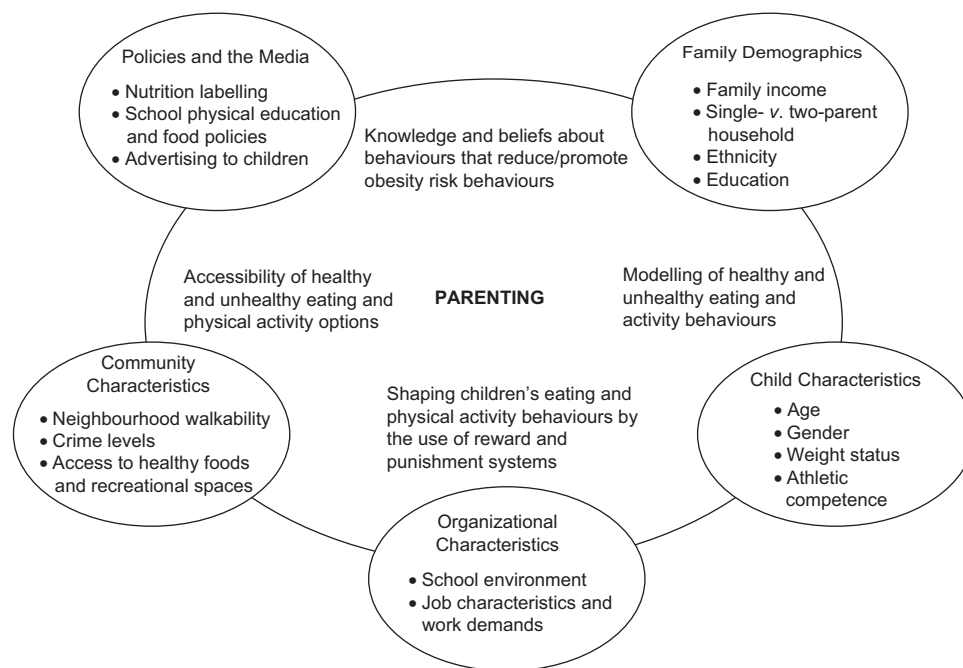 Policies and the Media
• Nutrition labelling
• School physical education
and food policies
• Advertising to children
Family Demographics
• Family income
• Single- v. two-parent
household
• Ethnicity
• Education
Knowledge and beliefs about
behaviours that reduce/promote
obesity risk behaviours
Accessibility of healthy
and unhealthy eating and
physical activity options
PARENTING
Modelling of healthy and
unhealthy eating and
activity behaviours
Community
Characteristics
• Neighbourhood walkability
• Crime levels
• Access to healthy foods
and recreational spaces
Shaping children’s eating and
physical activity behaviours by
the use of reward and
punishment systems
Child Characteristics
• Age
• Gender
• Weight status
• Athletic
competence
Organizational
Characteristics
• School environment
• Job characteristics and
work demands